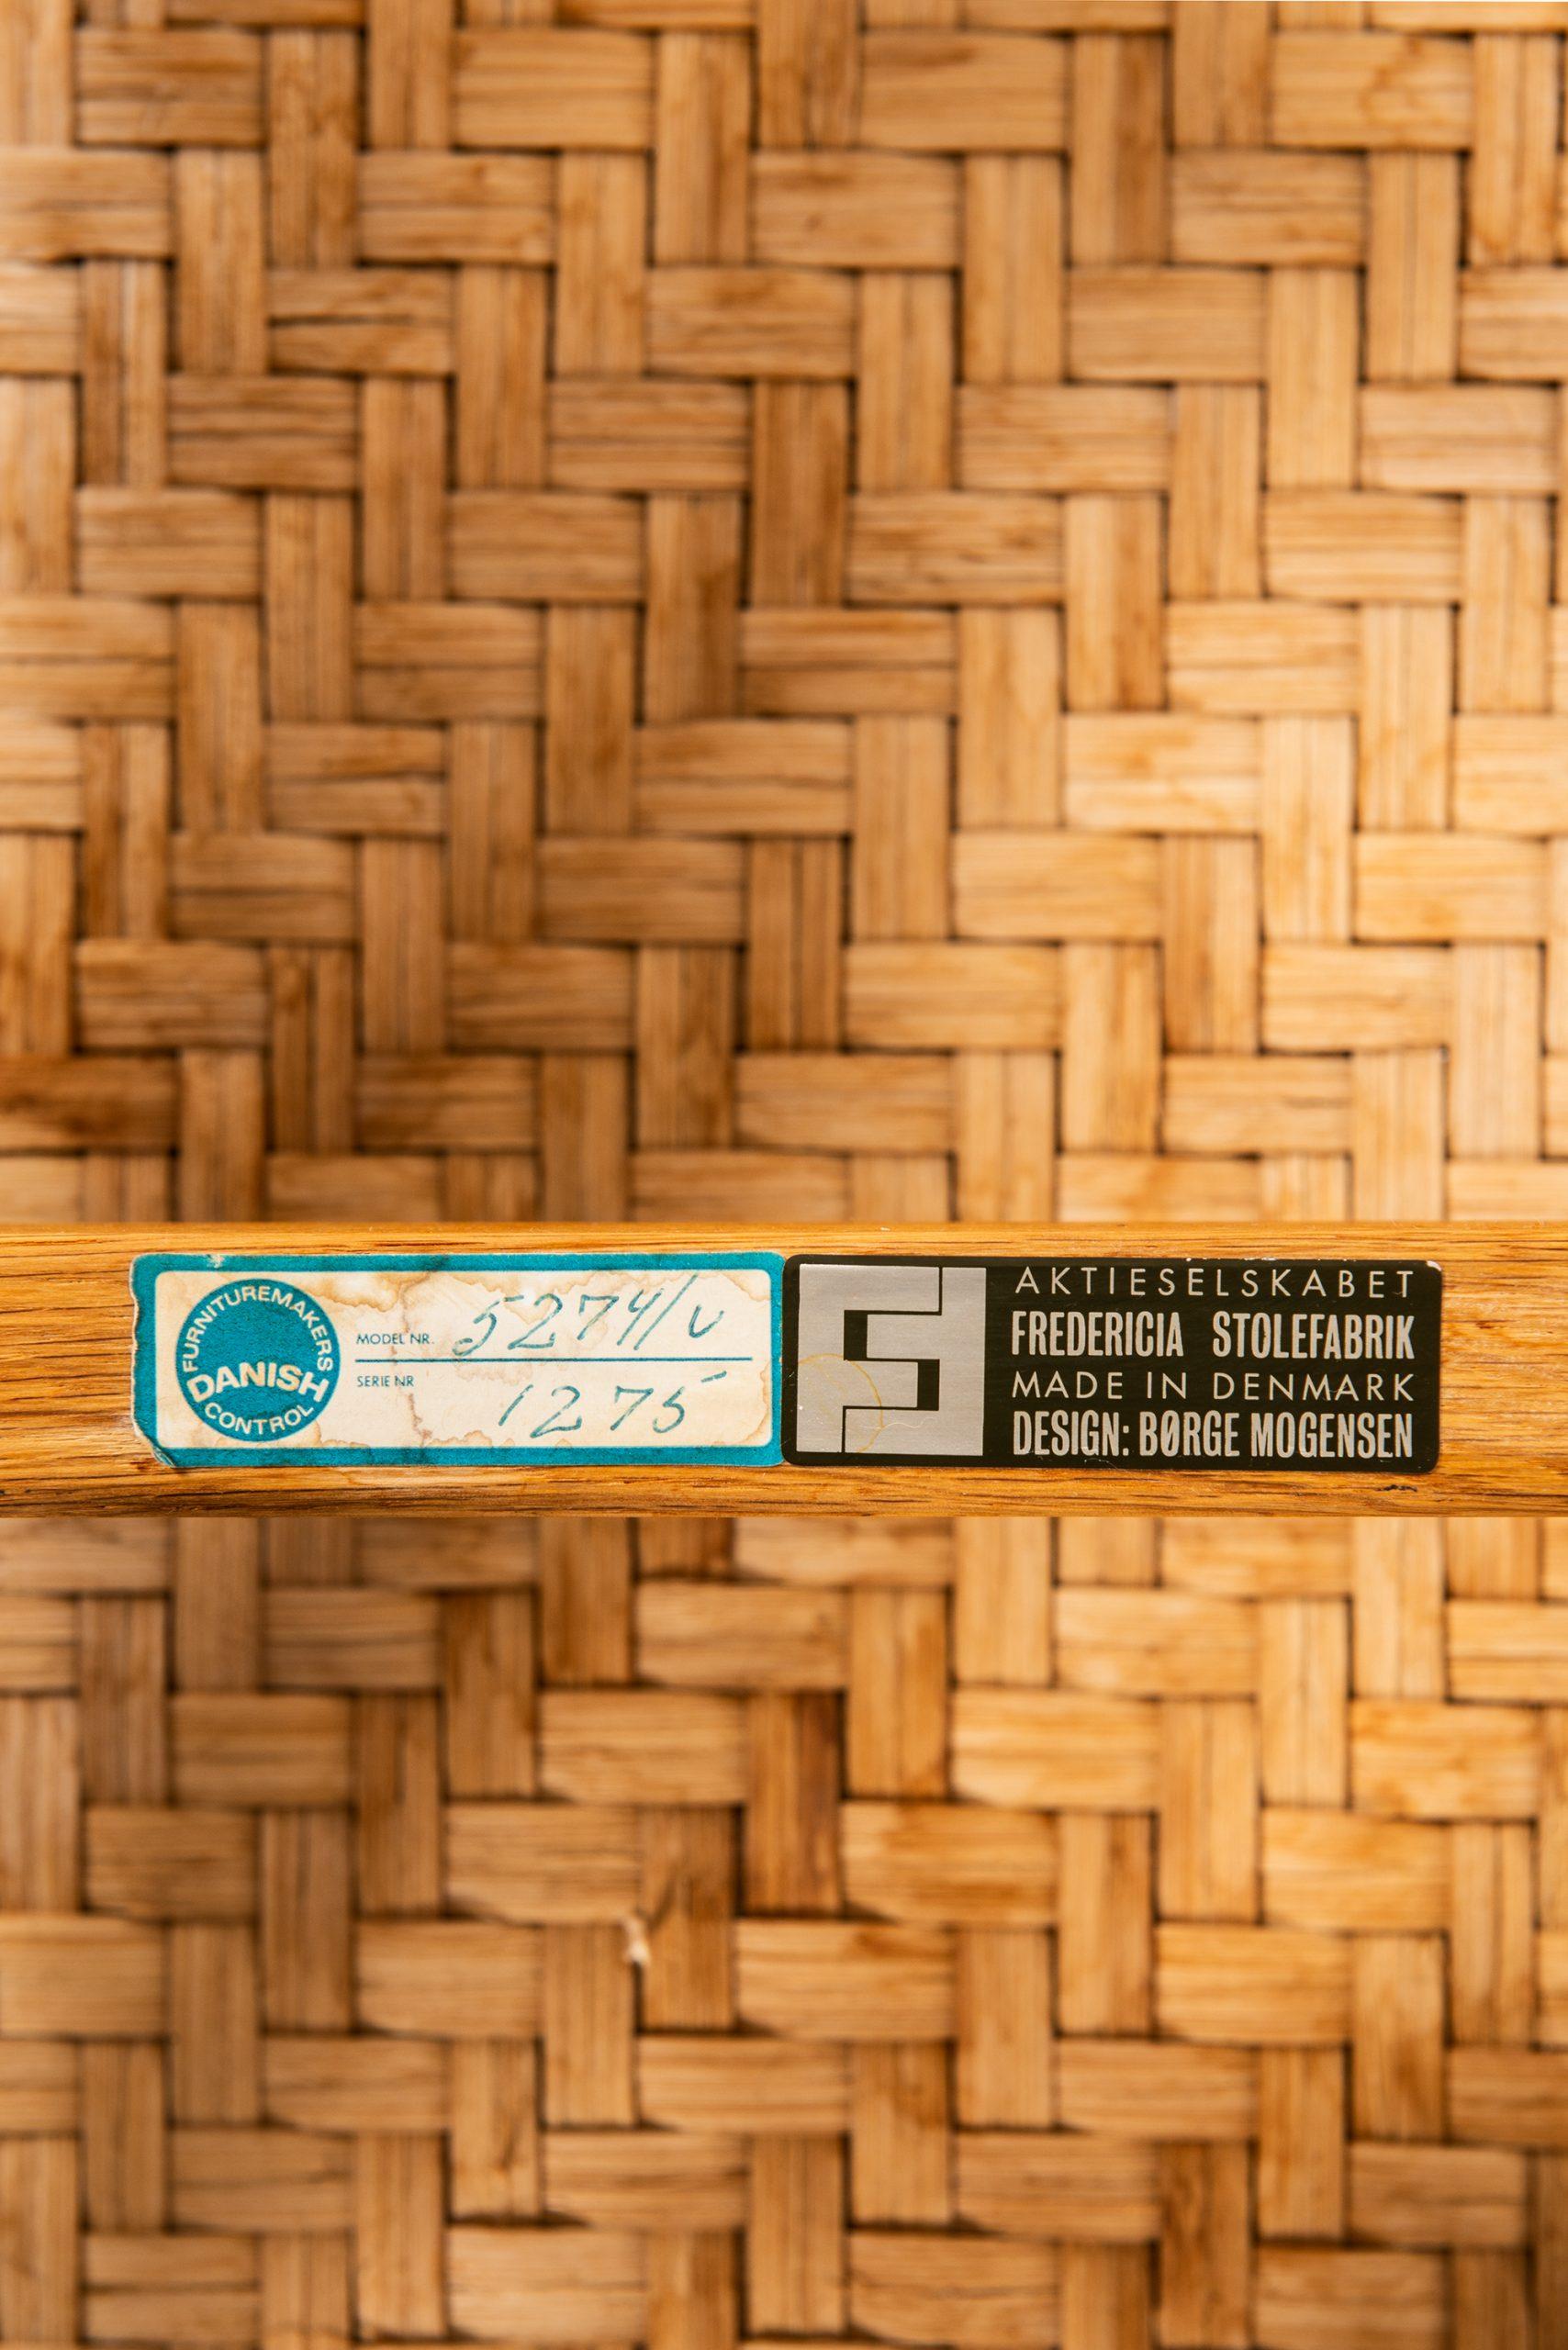 FURNITUREMAKERS
DANISH
CONTROL
MODEL NR. 5274/U
SERIE NR 1275
AKTIESELSKABET
FREDERICIA STOLEFABRIK
MADE IN DENMARK
DESIGN: BØRGE MOGENSEN